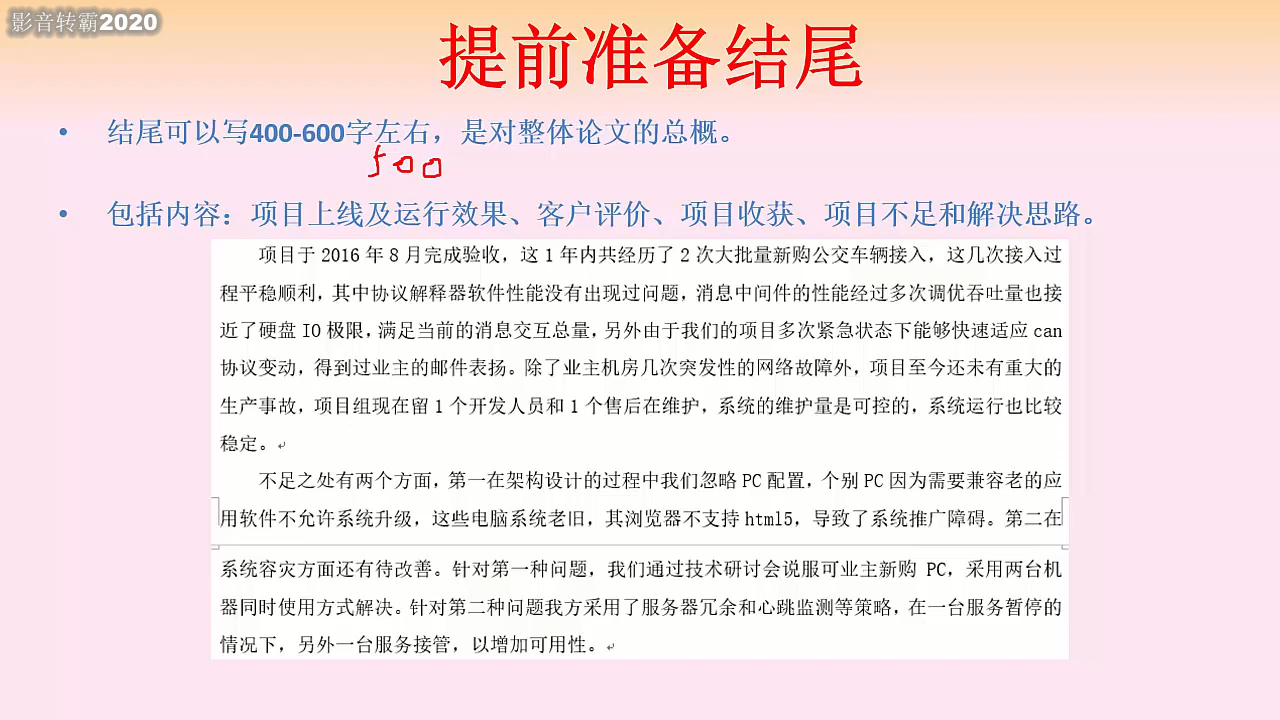 影音转霸2020
提前准备结尾
• 结尾可以写400-600字左右，是对整体论文的总概。
500
• 包括内容：项目上线及运行效果、客户评价、项目收获、项目不足和解决思路。
项目于 2016 年 8 月完成验收，这 1 年内共经历了 2 次大批量新购公交车辆接入，这几次接入过
程平稳顺利，其中协议解释器软件性能没有出现过问题，消息中间件的性能经过多次调优吞吐量也接
近了硬盘 IO 极限，满足当前的消息交互总量，另外由于我们的项目多次紧急状态下能够快速适应 can
协议变动，得到过业主的邮件表扬。除了业主机房几次突发性的网络故障外，项目至今还未有重大的
生产事故，项目组现在留 1 个开发人员和 1 个售后在维护，系统的维护量是可控的，系统运行也比较
稳定。
不足之处有两个方面，第一在架构设计的过程中我们忽略 PC 配置，个别 PC 因为需要兼容老的应
用软件不允许系统升级，这些电脑系统老旧，其浏览器不支持 html5，导致了系统推广障碍。第二在
系统容灾方面还有待改善。针对第一种问题，我们通过技术研讨会说服可业主新购 PC，采用两台机
器同时使用方式解决。针对第二种问题我方采用了服务器冗余和心跳监测等策略，在一台服务暂停的
情况下，另外一台服务接管，以增加可用性。